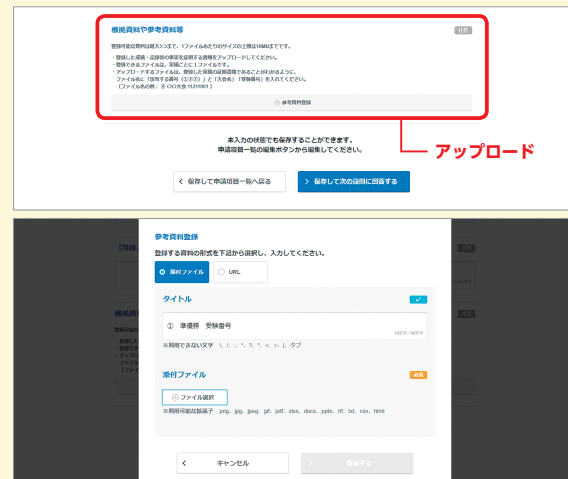 根拠資料や参考資料等
任意
登録可能な資料は最大3つまで、1ファイルあたりのサイズの上限は10MBまでです。
・登録した成績・記録等の事実を証明する書類をアップロードしてください。
・登録できるファイルは、実績ごとに1ファイルです。
・アップロードするファイルは、登録した実績の証明書類であることがわかるように、
ファイル名に「該当する番号(①②③)」と「大会名」「受験番号」を入れてください。
⊕ 参考資料登録
未入力の状態でも保存することができます。
申請項目一覧の編集ボタンから編集してください。
アップロード
< 保存して申請項目一覧へ戻る
> 保存して次の設問に回答する
参考資料登録
登録する資料の形式を下記から選択し、入力してください。
添付ファイル
URL
タイトル
① 準優勝 受験番号
※利用できない文字 \、/、:、*、?、"、<、>、|、タブ
添付ファイル
必須
⊕ ファイル選択
※利用可能な拡張子 png、jpg、jpeg、gif、pdf、xlsx、docx、pptx、rtf、txt、csv、html
< キャンセル
> 登録する